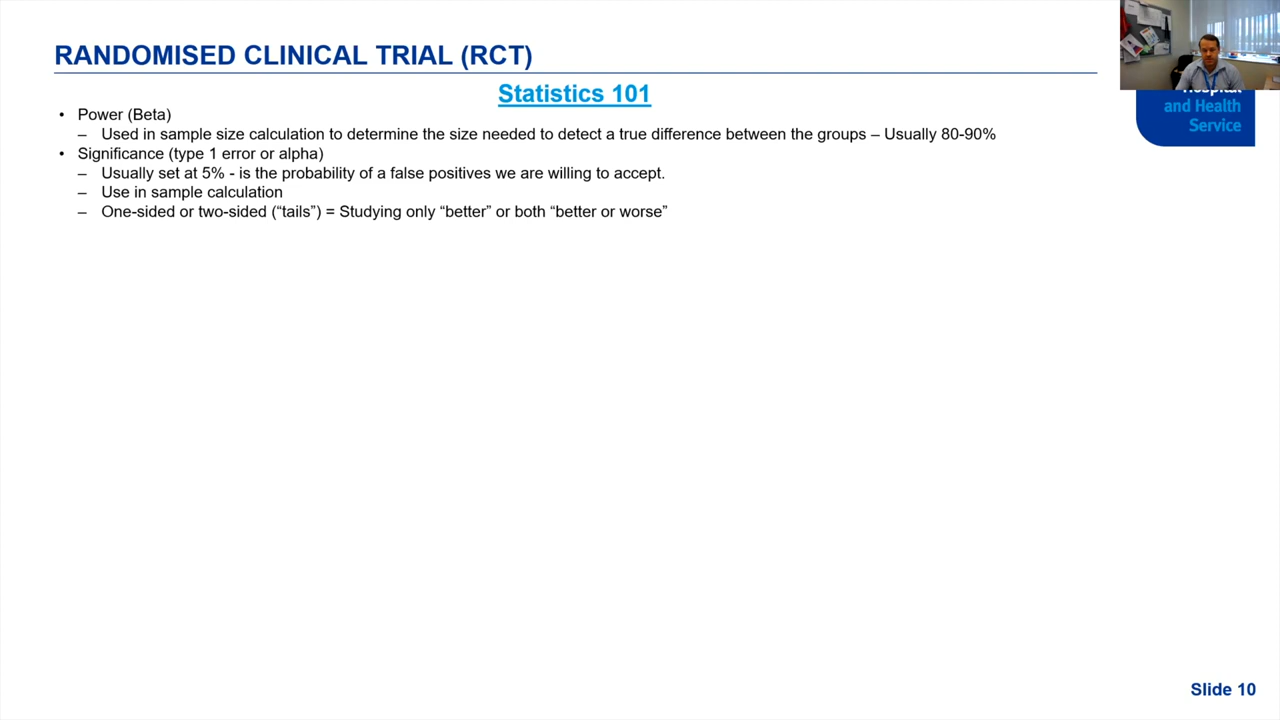 RANDOMISED CLINICAL TRIAL (RCT)
Statistics 101
• Power (Beta)
– Used in sample size calculation to determine the size needed to detect a true difference between the groups – Usually 80-90%
• Significance (type 1 error or alpha)
– Usually set at 5% - is the probability of a false positives we are willing to accept.
– Use in sample calculation
– One-sided or two-sided (“tails”) = Studying only “better” or both “better or worse”
Hospital
and Health
Service
Slide 10